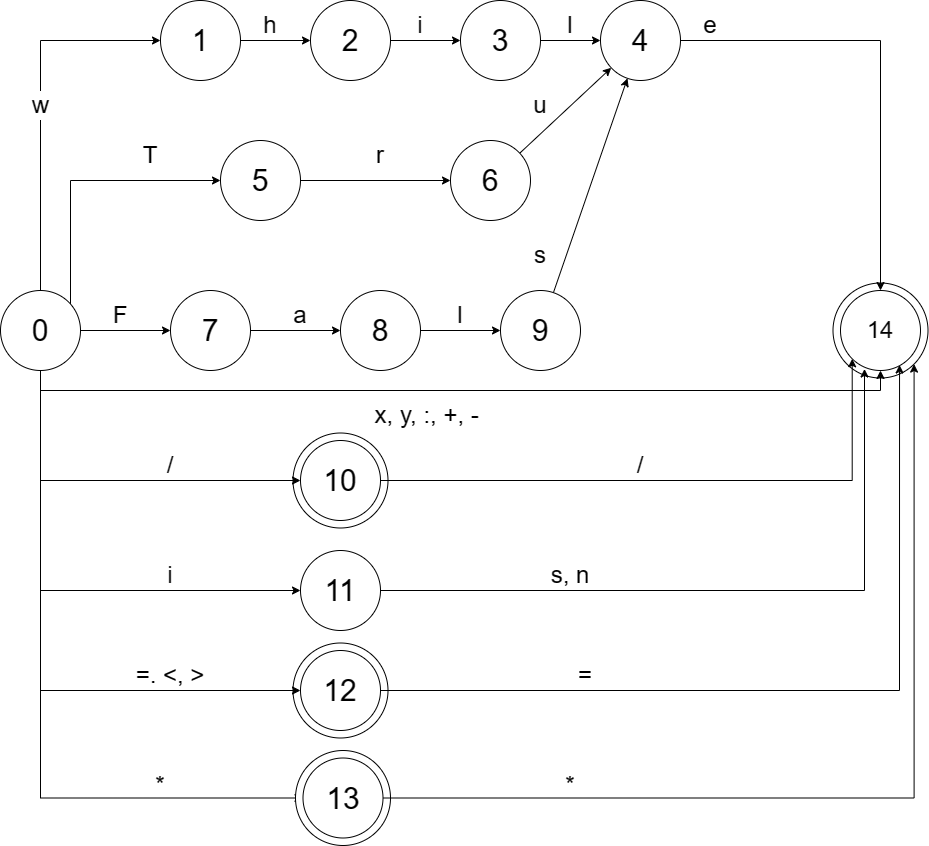 1 h 2 i 3 l 4 e
w u
T r
5 6
s
0 F 7 a 8 l 9 14
x, y, :, +, -
/ 10 /
i 11 s, n
=. <, > 12 =
* 13 *